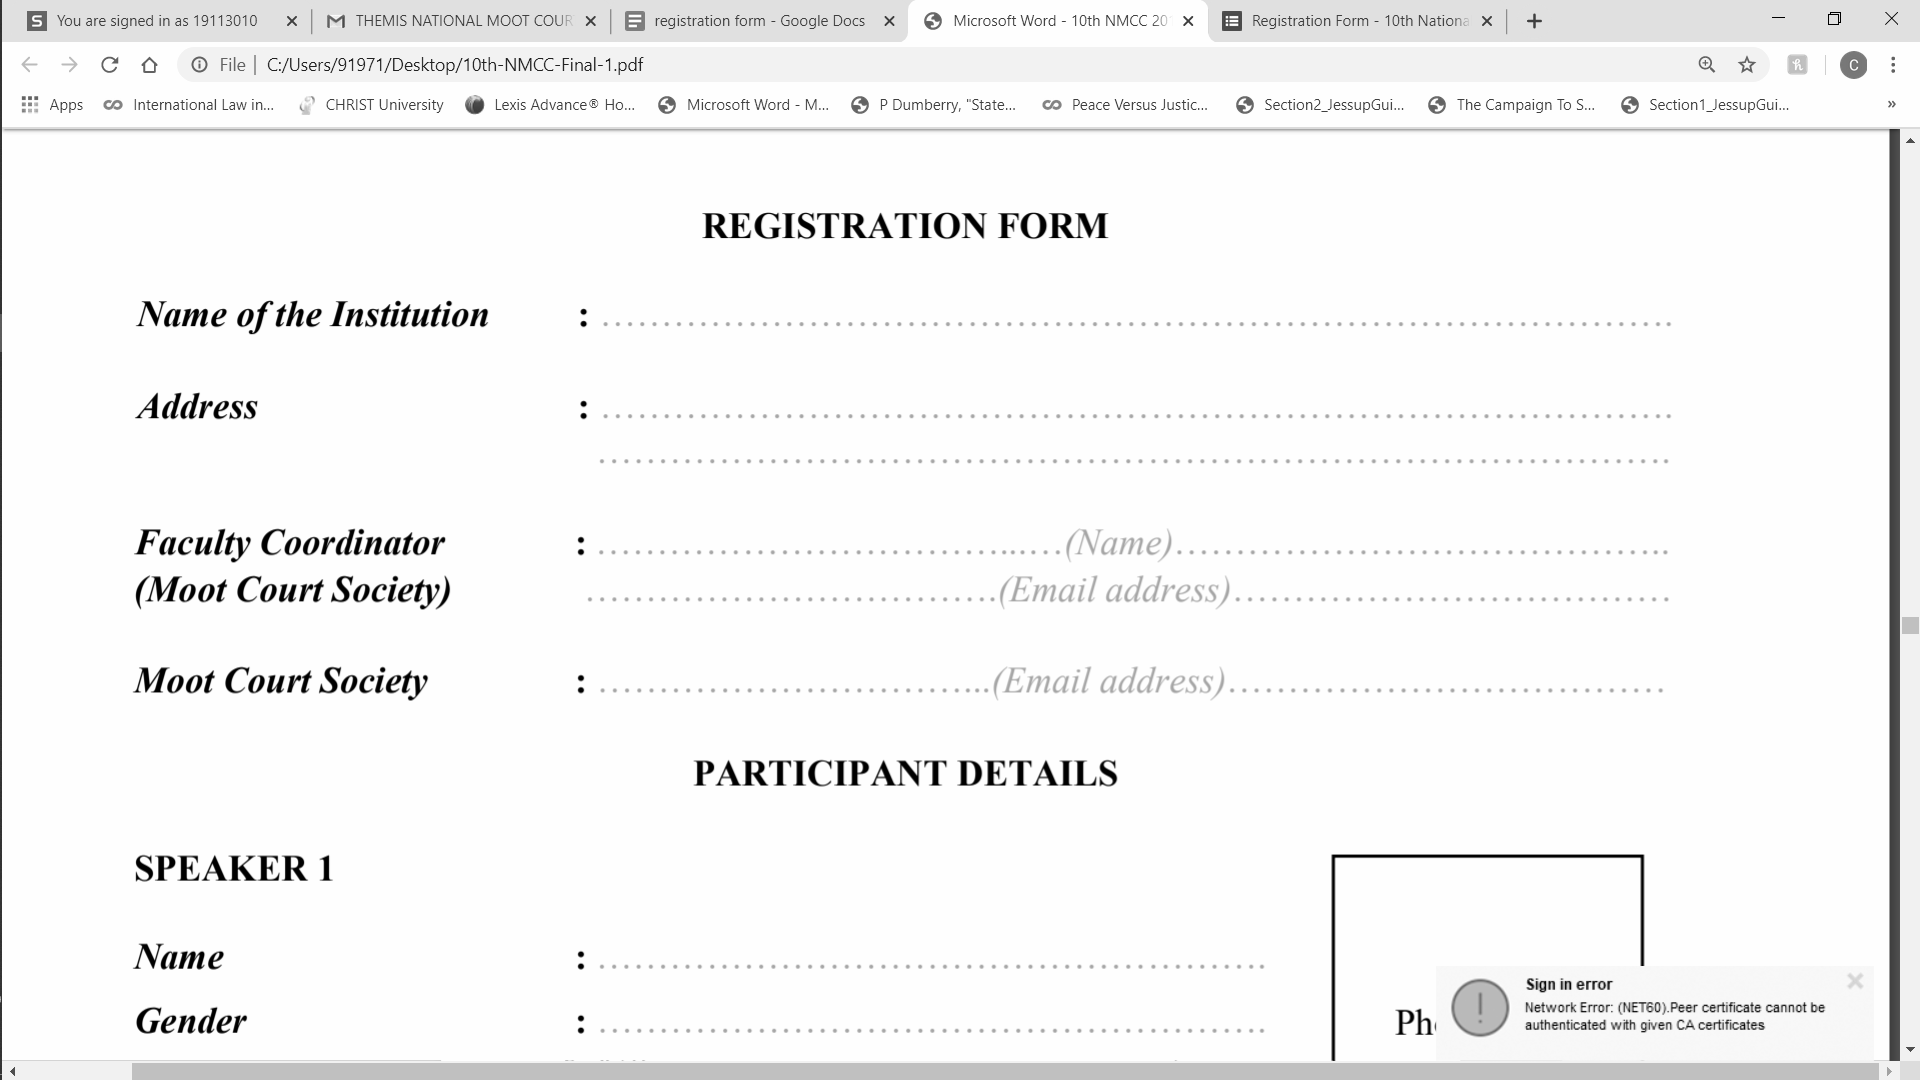 You are signed in as 19113010
THEMIS NATIONAL MOOT COUR
registration form - Google Docs
Microsoft Word - 10th NMCC 20
Registration Form - 10th Nationa
File | C:/Users/91971/Desktop/10th-NMCC-Final-1.pdf
C
Apps
International Law in...
CHRIST University
Lexis Advance® Ho...
Microsoft Word - M...
P Dumberry, "State...
Peace Versus Justic...
Section2_JessupGui...
The Campaign To S...
Section1_JessupGui...
»
REGISTRATION FORM
Name of the Institution : ……………………………………………………………………………
Address : ……………………………………………………………………………
……………………………………………………………………………
Faculty Coordinator : ……………………………...…(Name)………………………………….
(Moot Court Society) …………………………….(Email address)………………………………
Moot Court Society : …………………………...(Email address)………………………………
PARTICIPANT DETAILS
SPEAKER 1
Name : ……………………………………………….
Gender : ……………………………………………….
Sign in error
Network Error: (NET60).Peer certificate cannot be
authenticated with given CA certificates